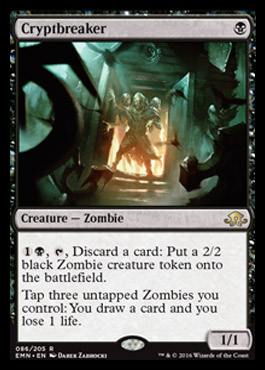 Cryptbreaker
Creature — Zombie
1, Discard a card: Put a 2/2
black Zombie creature token onto
the battlefield.
Tap three untapped Zombies you
control: You draw a card and you
lose 1 life.
1/1
086/205 R
EMN • EN DAREK ZABROCKI
™ & © 2016 Wizards of the Coast